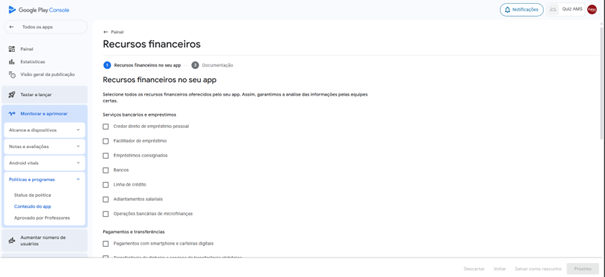 Google Play Console
Notificações
Quiz AWS
Todos os apps
Painel
Estatísticas
Visão geral da publicação
Testar e lançar
Monitorar e aprimorar
Alcance e dispositivos
Notas e avaliações
Android vitals
Políticas e programas
Status da política
Conteúdo do app
Aprovado por Professores
Aumentar número de
usuários
Painel
Recursos financeiros
1 Recursos financeiros no seu app
2 Documentação
Recursos financeiros no seu app
Selecione todos os recursos financeiros oferecidos pelo seu app. Assim, garantimos a análise das informações pelas equipes
certas.
Serviços bancários e empréstimos
Credor direto de empréstimo pessoal
Facilitador de empréstimo
Empréstimos consignados
Bancos
Linha de crédito
Adiantamentos salariais
Operações bancárias de microfinanças
Pagamentos e transferências
Pagamentos com smartphone e carteiras digitais
Descartar
Voltar
Salvar como rascunho
Próximo